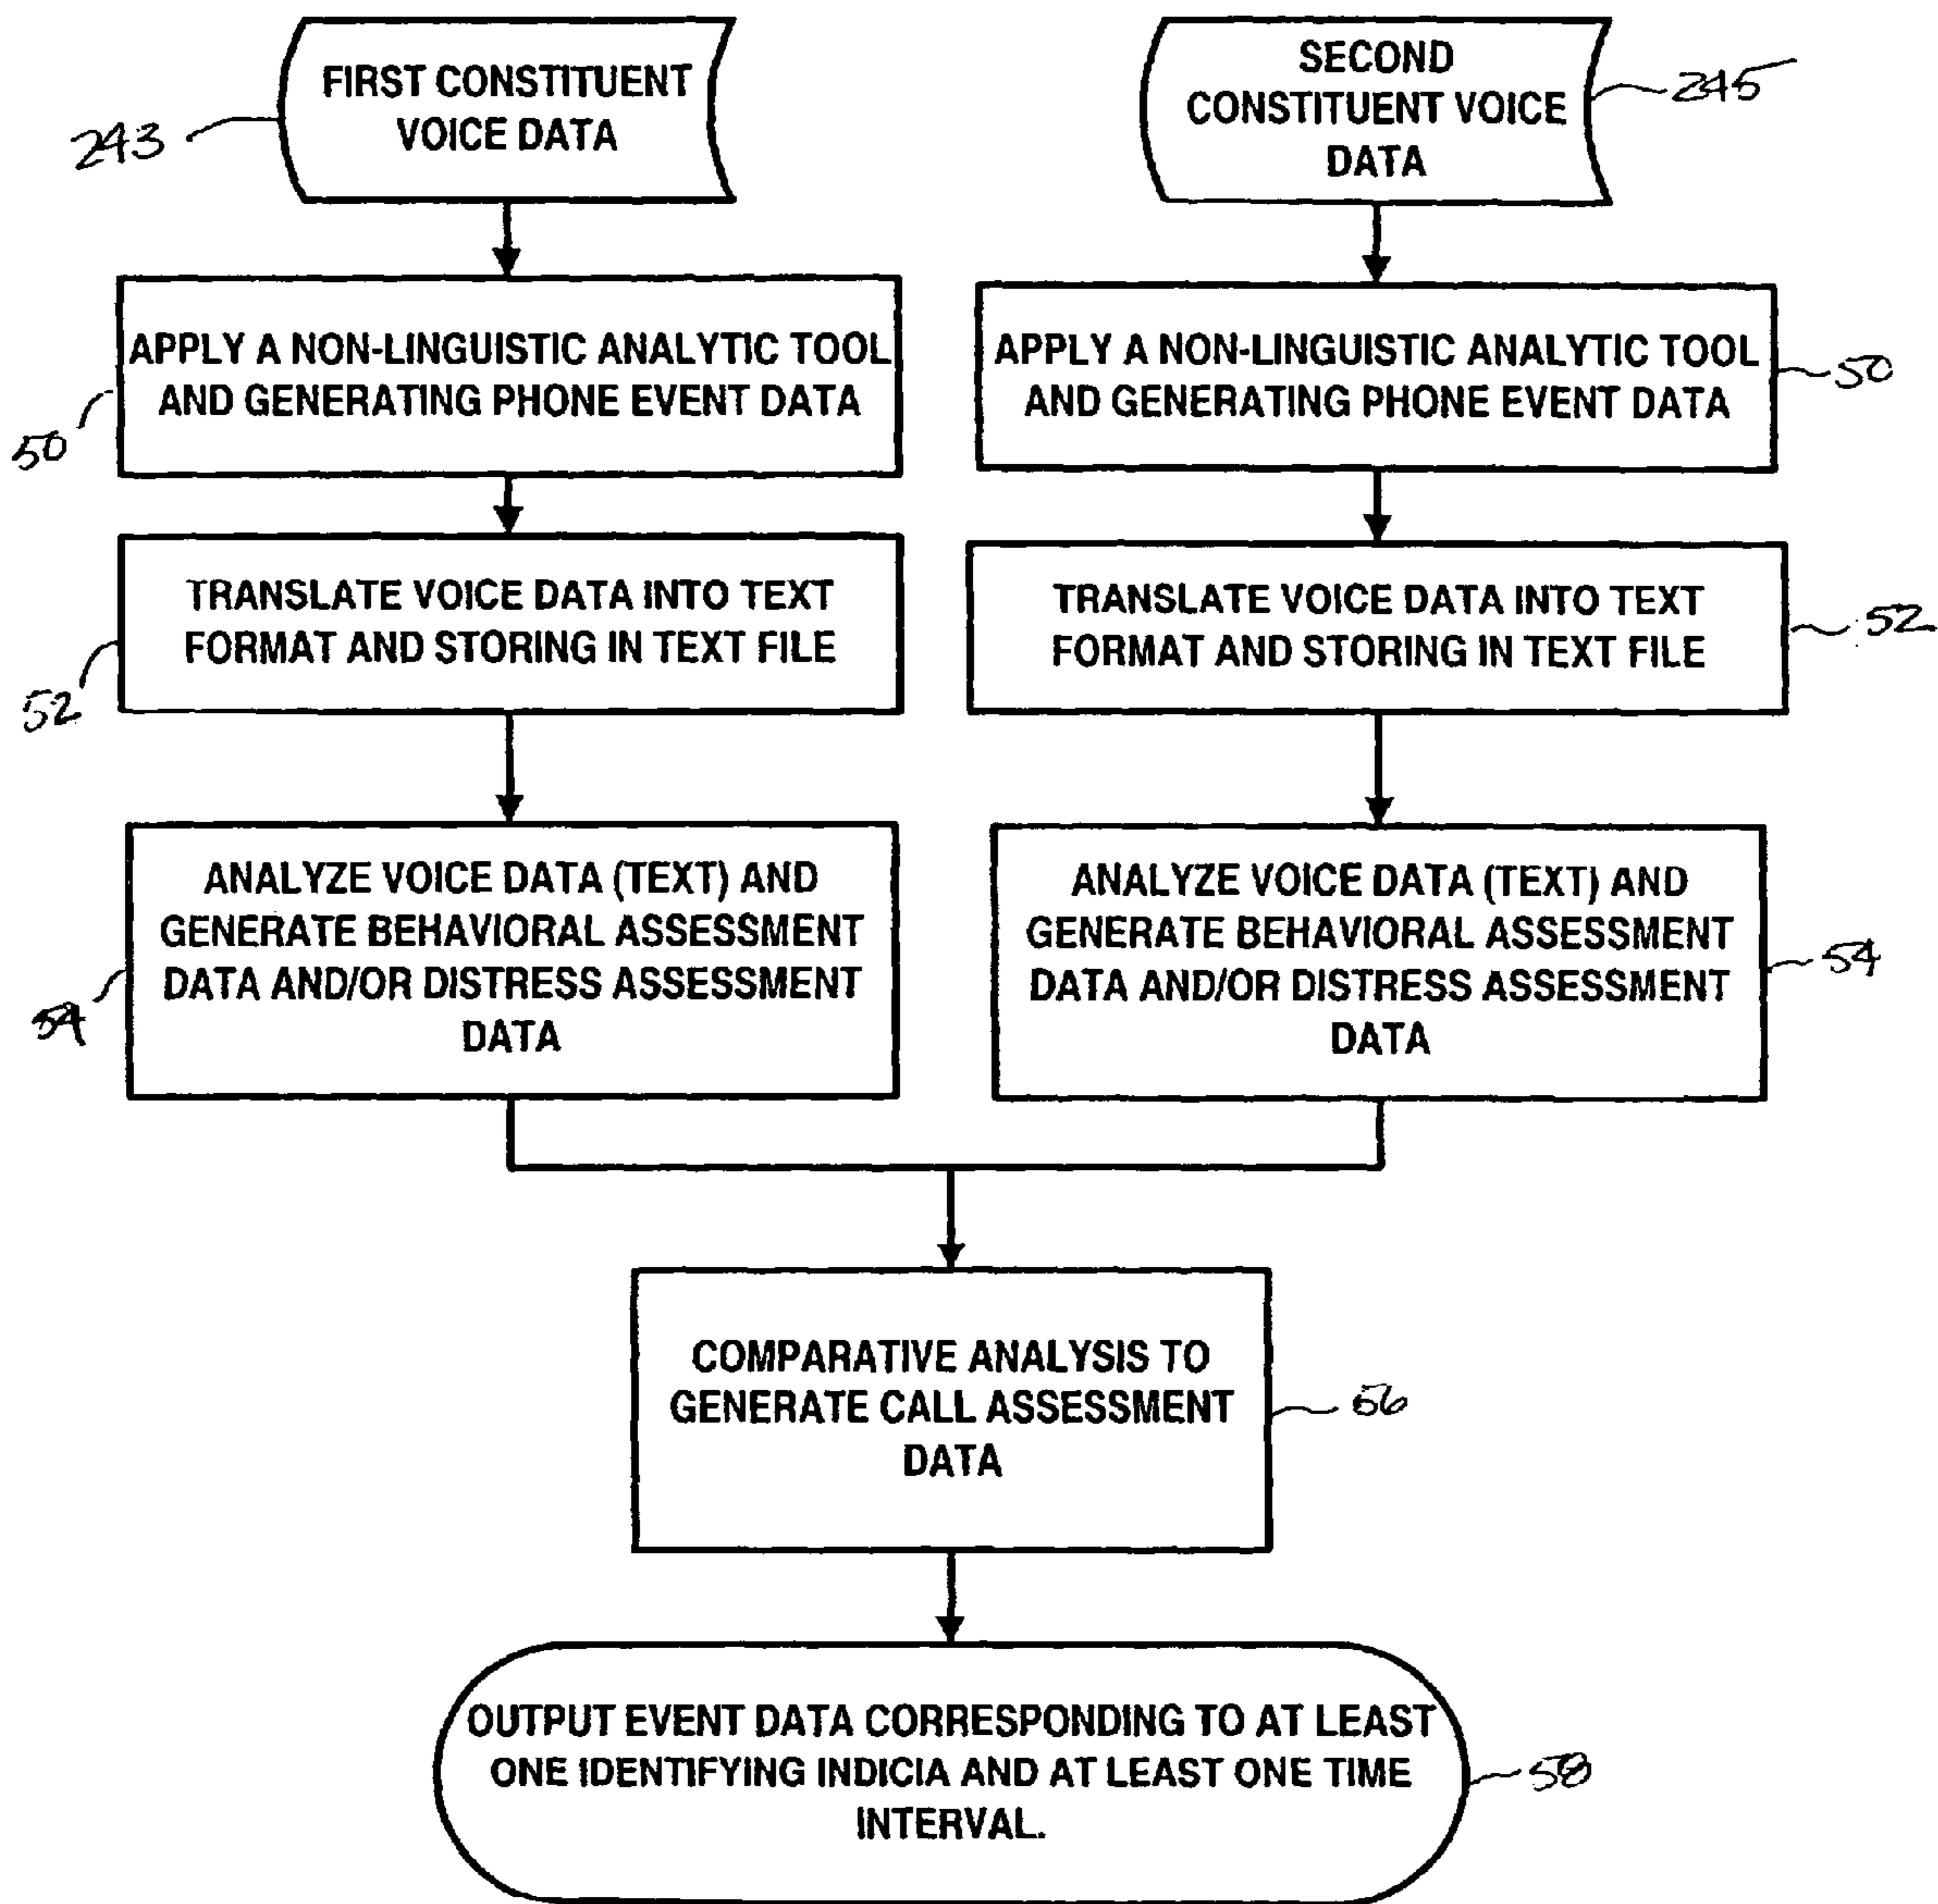 FIRST CONSTITUENT
VOICE DATA
243
SECOND
CONSTITUENT VOICE
DATA
245
APPLY A NON-LINGUISTIC ANALYTIC TOOL
AND GENERATING PHONE EVENT DATA
50
APPLY A NON-LINGUISTIC ANALYTIC TOOL
AND GENERATING PHONE EVENT DATA
50
TRANSLATE VOICE DATA INTO TEXT
FORMAT AND STORING IN TEXT FILE
52
TRANSLATE VOICE DATA INTO TEXT
FORMAT AND STORING IN TEXT FILE
52
ANALYZE VOICE DATA (TEXT) AND
GENERATE BEHAVIORAL ASSESSMENT
DATA AND/OR DISTRESS ASSESSMENT
DATA
54
ANALYZE VOICE DATA (TEXT) AND
GENERATE BEHAVIORAL ASSESSMENT
DATA AND/OR DISTRESS ASSESSMENT
DATA
54
COMPARATIVE ANALYSIS TO
GENERATE CALL ASSESSMENT
DATA
56
OUTPUT EVENT DATA CORRESPONDING TO AT LEAST
ONE IDENTIFYING INDICIA AND AT LEAST ONE TIME
INTERVAL.
58